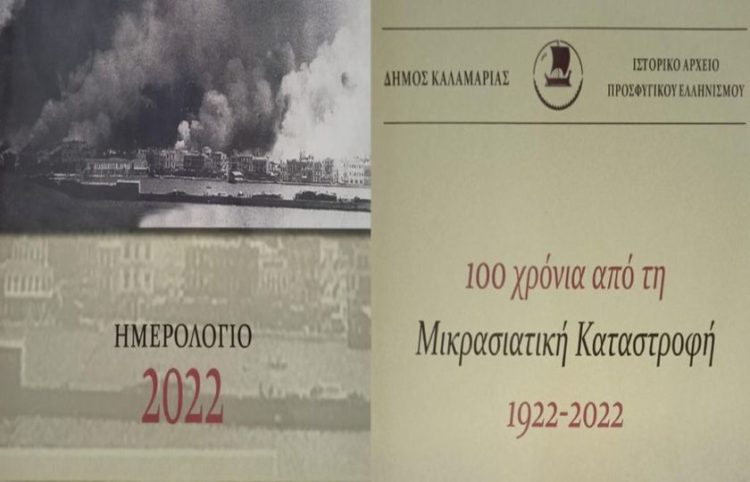 ΗΜΕΡΟΛΟΓΙΟ
2022
ΔΗΜΟΣ ΚΑΛΑΜΑΡΙΑΣ
ΙΣΤΟΡΙΚΟ ΑΡΧΕΙΟ
ΠΡΟΣΦΥΓΙΚΟΥ ΕΛΛΗΝΙΣΜΟΥ
100 χρόνια από τη
Μικρασιατική Καταστροφή
1922-2022